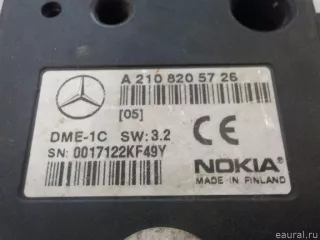 A 210 820 57 26
[05]
DME-1C SW: 3.2
SN: 0017122KF49Y
CE
NOKIA
MADE IN FINLAND
© eaural.ru